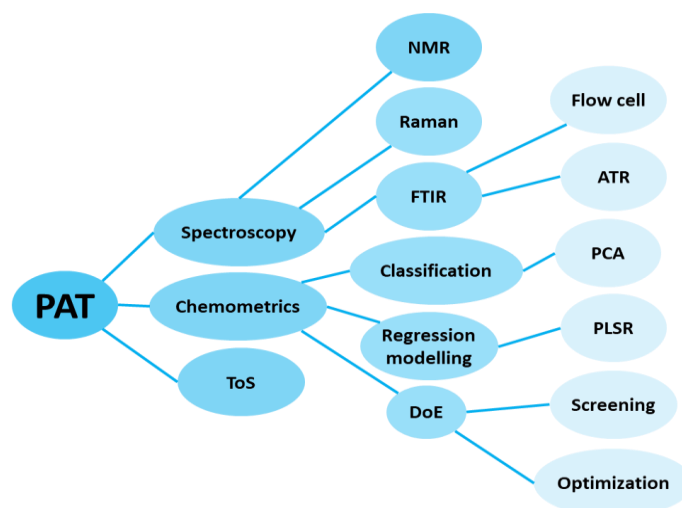 NMR
Flow cell
Raman
ATR
FTIR
Spectroscopy
PCA
Classification
PAT
Chemometrics
PLSR
Regression
modelling
ToS
Screening
DoE
Optimization